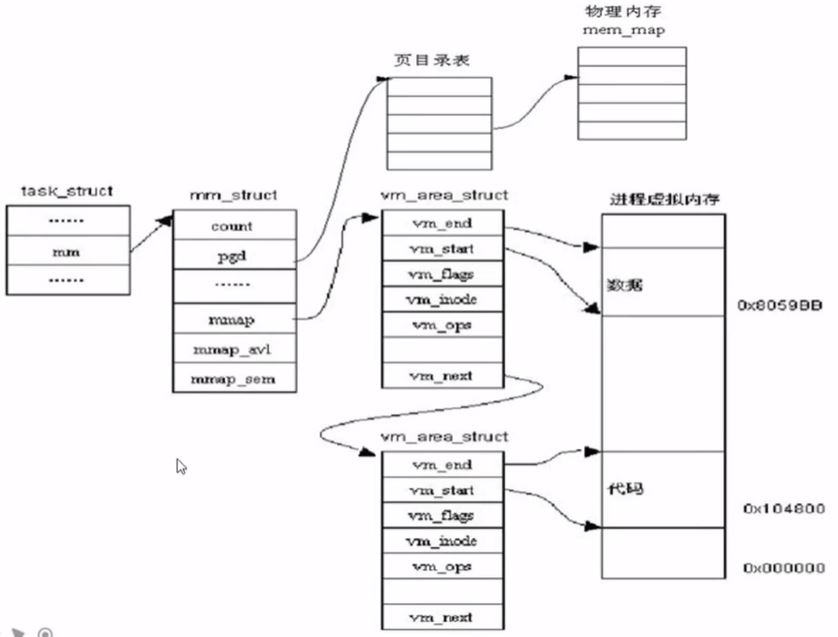 物理内存
mem_map
页目录表
task_struct
......
mm
......
mm_struct
count
pgd
......
mmap
mmap_avl
mmap_sem
vm_area_struct
vm_end
vm_start
vm_flags
vm_inode
vm_ops
vm_next
进程虚拟内存
数据
0x8059BB
vm_area_struct
vm_end
vm_start
vm_flags
vm_inode
vm_ops
vm_next
代码
0x104800
0x000000